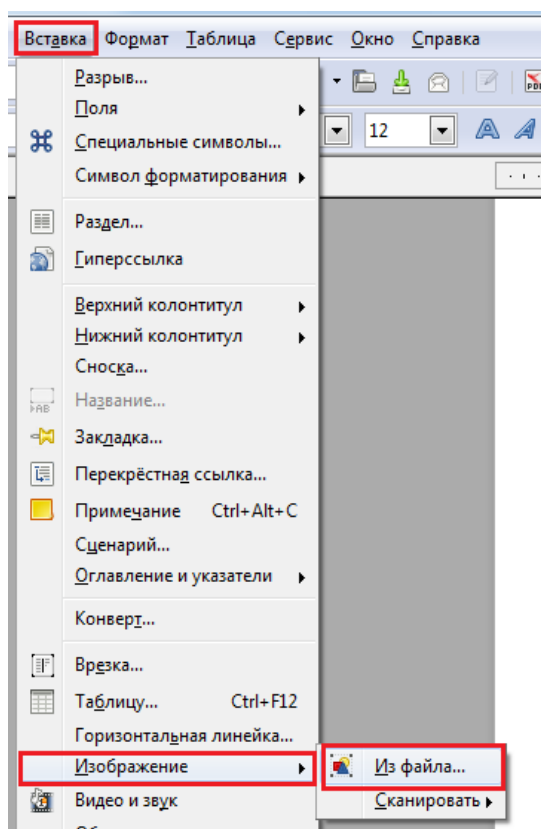 Вставка Формат Таблица Сервис Окно Справка
Разрыв...
Поля
12
Специальные символы...
Символ форматирования
Раздел...
Гиперссылка
Верхний колонтитул
Нижний колонтитул
Сноска...
Название...
Закладка...
Перекрёстная ссылка...
Примечание Ctrl+Alt+C
Сценарий...
Оглавление и указатели
Конверт...
Врезка...
Таблицу... Ctrl+F12
Горизонтальная линейка...
Изображение
Из файла...
Видео и звук
Сканировать